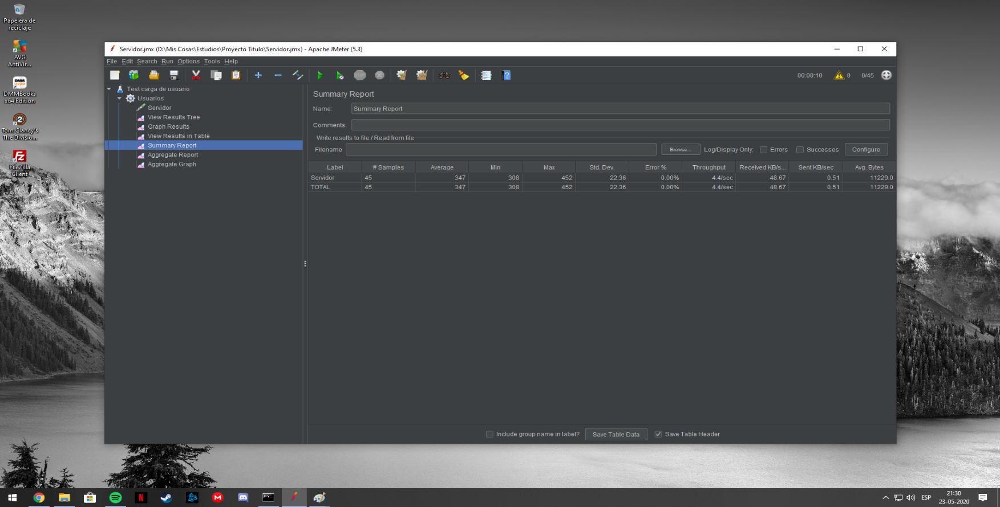 Papelera de
reciclaje
AVG
AntiVir...
DMMBooks
x64 Edition
Tom Clancy's
The Divisio...
FileZilla
Client
Servidor.jmx (D:\Mis Cosas\Estudios\Proyecto Titulo\Servidor.jmx) - Apache JMeter (5.3)
File Edit Search Run Options Tools Help
00:00:10 0 0/45
Test carga de usuario
Usuarios
Servidor
View Results Tree
Graph Results
View Results in Table
Summary Report
Aggregate Report
Aggregate Graph
Summary Report
Name: Summary Report
Comments:
Write results to file / Read from file
Filename Browse... Log/Display Only: Errors Successes Configure
Label # Samples Average Min Max Std. Dev. Error % Throughput Received KB/s... Sent KB/sec Avg. Bytes
Servidor 45 347 308 452 22.36 0.00% 4.4/sec 48.67 0.51 11229.0
TOTAL 45 347 308 452 22.36 0.00% 4.4/sec 48.67 0.51 11229.0
Include group name in label? Save Table Data Save Table Header
ESP
21:30
23-05-2020